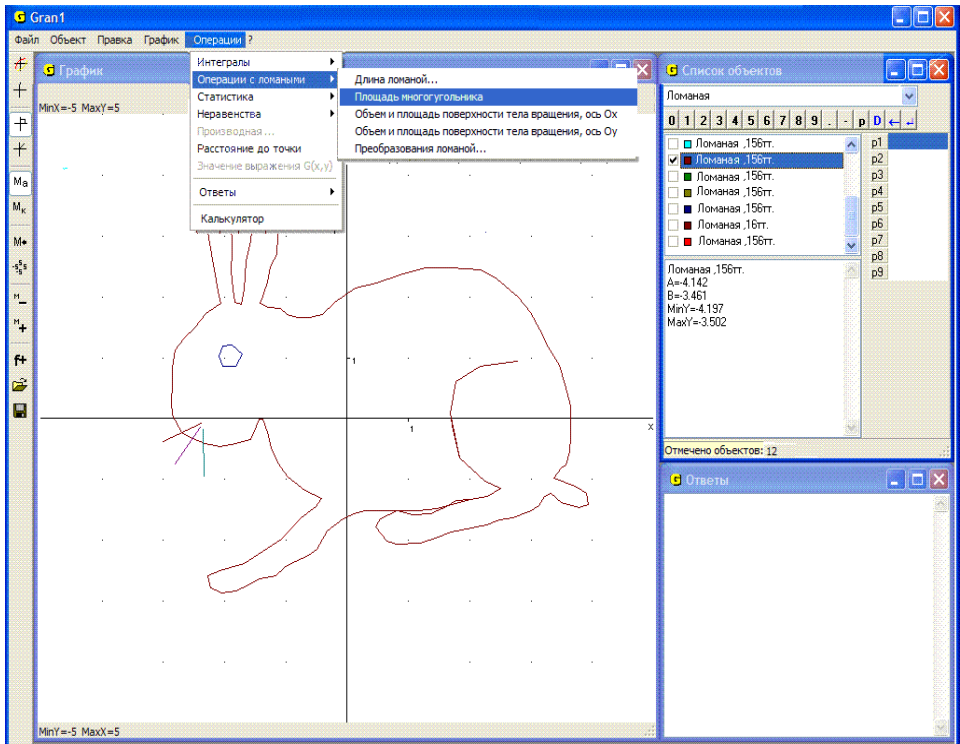 Gran1
Файл Объект Правка График Операции ?
График
MinX=-5 MaxY=5
Интегралы
Операции с ломаными
Статистика
Неравенства
Производная ...
Расстояние до точки
Значение выражения G(x,y)
Ответы
Калькулятор
Длина ломаной...
Площадь многогугольника
Объем и площадь поверхности тела вращения, ось Ox
Объем и площадь поверхности тела вращения, ось Oy
Преобразования ломаной...
1
1
x
MinY=-5 MaxX=5
Список объектов
Ломаная
0 1 2 3 4 5 6 7 8 9 . - p D ← ↲
Ломаная ,156тт.
Ломаная ,156тт.
Ломаная ,156тт.
Ломаная ,156тт.
Ломаная ,156тт.
Ломаная ,16тт.
Ломаная ,156тт.
p1
p2
p3
p4
p5
p6
p7
p8
p9
Ломаная ,156тт.
A=-4.142
B=-3.461
MinY=-4.197
MaxY=-3.502
Отмечено объектов: 12
Ответы